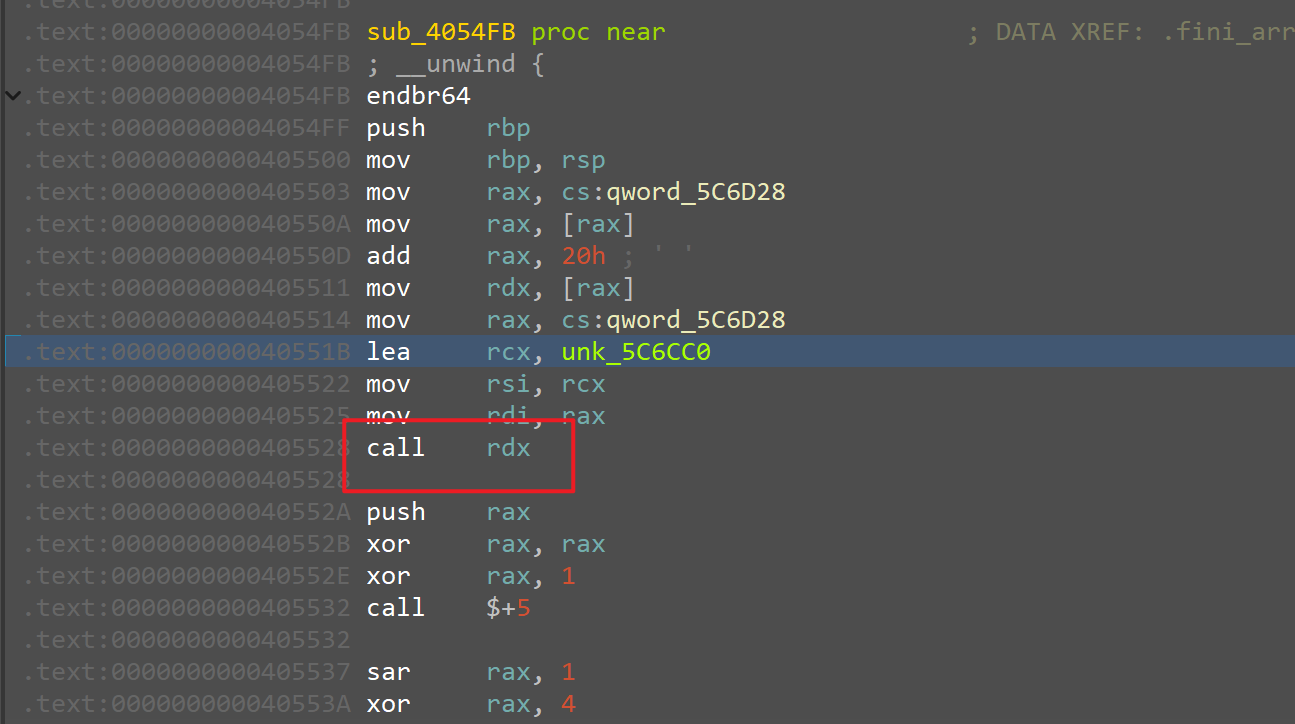 .text:00000000004054FB
.text:00000000004054FB sub_4054FB proc near ; DATA XREF: .fini_arr
.text:00000000004054FB ; __unwind {
.text:00000000004054FB endbr64
.text:00000000004054FF push rbp
.text:0000000000405500 mov rbp, rsp
.text:0000000000405503 mov rax, cs:qword_5C6D28
.text:000000000040550A mov rax, [rax]
.text:000000000040550D add rax, 20h ; ' '
.text:0000000000405511 mov rdx, [rax]
.text:0000000000405514 mov rax, cs:qword_5C6D28
.text:000000000040551B lea rcx, unk_5C6CC0
.text:0000000000405522 mov rsi, rcx
.text:0000000000405525 mov rdi, rax
.text:0000000000405528 call rdx
.text:0000000000405528
.text:000000000040552A push rax
.text:000000000040552B xor rax, rax
.text:000000000040552E xor rax, 1
.text:0000000000405532 call $+5
.text:0000000000405532
.text:0000000000405537 sar rax, 1
.text:000000000040553A xor rax, 4